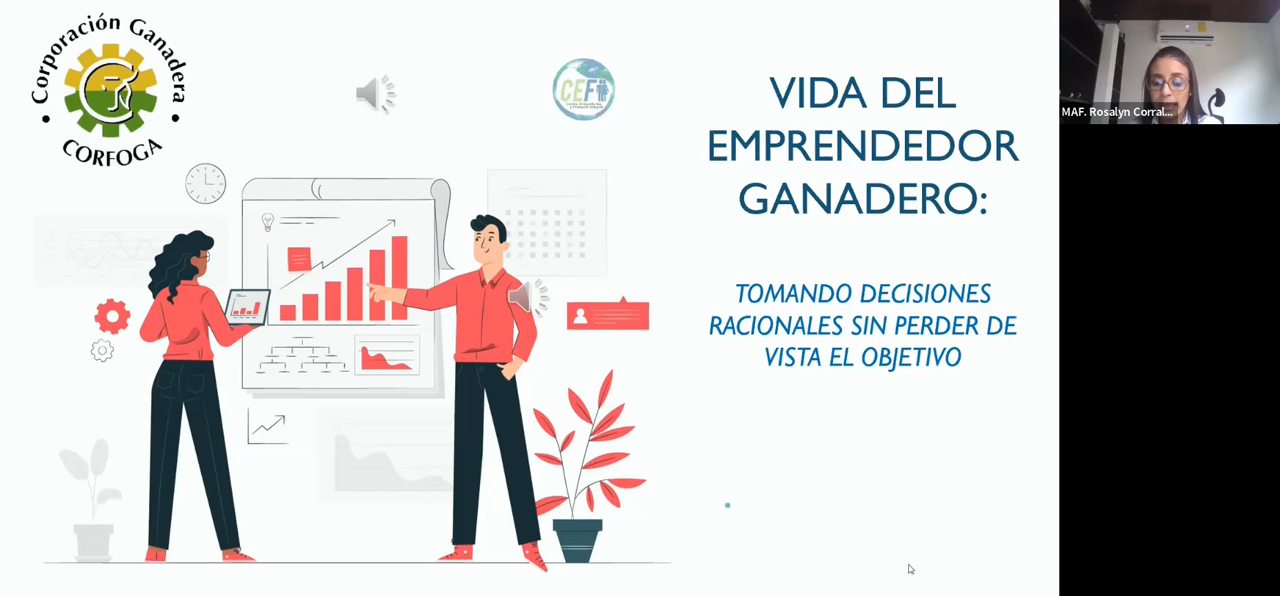 Corporación Ganadera
CORFOGA
CEFI
VIDA DEL
EMPRENDEDOR
GANADERO:
TOMANDO DECISIONES
RACIONALES SIN PERDER DE
VISTA EL OBJETIVO
MAF. Rosalyn Corral...